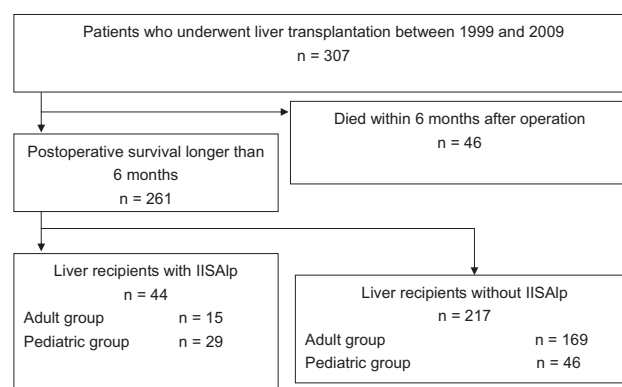 Patients who underwent liver transplantation between 1999 and 2009
n = 307
Died within 6 months after operation
n = 46
Postoperative survival longer than
6 months
n = 261
Liver recipients with IISAlp
n = 44
Adult group n = 15
Pediatric group n = 29
Liver recipients without IISAlp
n = 217
Adult group n = 169
Pediatric group n = 46